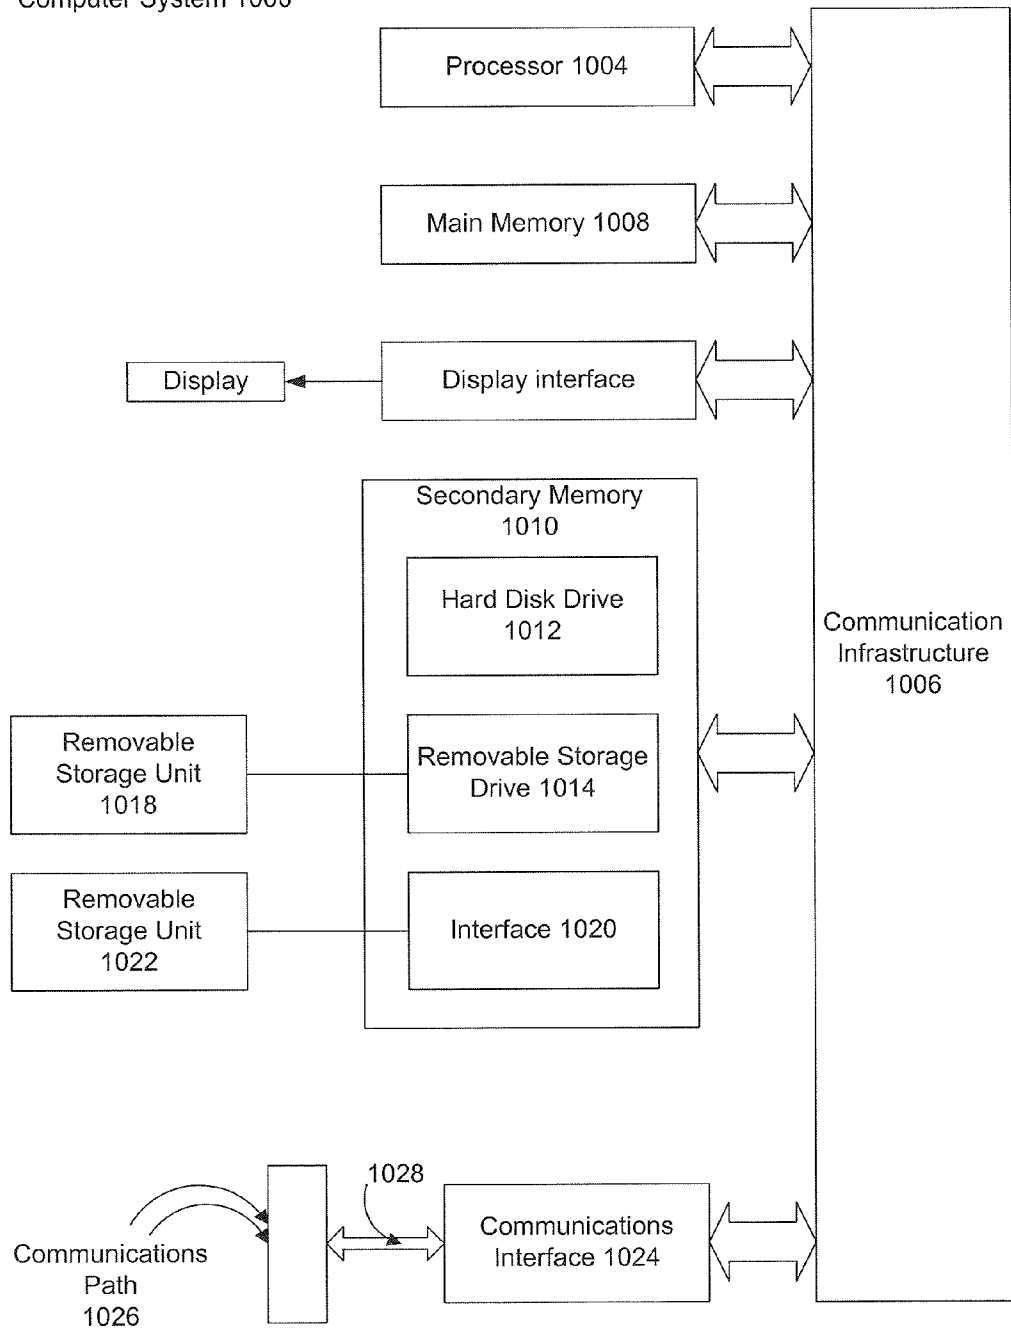 Computer System 1000
Processor 1004
Main Memory 1008
Display
Display interface
Secondary Memory
1010
Hard Disk Drive
1012
Communication
Infrastructure
1006
Removable
Storage Unit
1018
Removable Storage
Drive 1014
Removable
Storage Unit
1022
Interface 1020
1028
Communications
Path
1026
Communications
Interface 1024